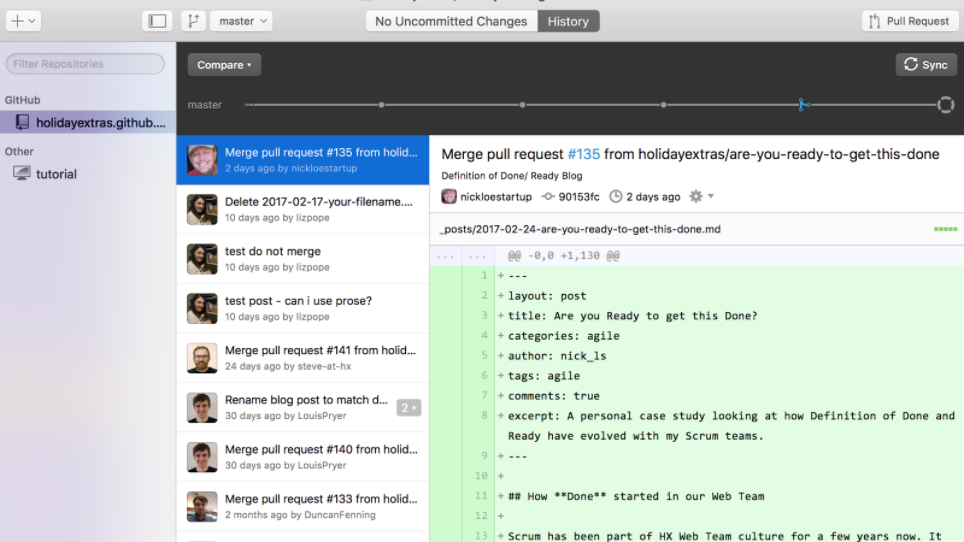 master
No Uncommitted Changes
History
Pull Request
Filter Repositories
Compare
Sync
GitHub
master
holidayextras.github....
Other
tutorial
Merge pull request #135 from holid...
2 days ago by nickloestartup
Delete 2017-02-17-your-filename....
10 days ago by lizpope
test do not merge
10 days ago by lizpope
test post - can i use prose?
10 days ago by lizpope
Merge pull request #141 from holid...
24 days ago by steve-at-hx
Rename blog post to match d...
30 days ago by LouisPryer
2
Merge pull request #140 from holid...
30 days ago by LouisPryer
Merge pull request #133 from holid...
2 months ago by DuncanFenning
Merge pull request #135 from holidayextras/are-you-ready-to-get-this-done
Definition of Done/ Ready Blog
nickloestartup 90153fc 2 days ago
_posts/2017-02-24-are-you-ready-to-get-this-done.md
... ... @@ -0,0 +1,130 @@
1 +---
2 +layout: post
3 +title: Are you Ready to get this Done?
4 +categories: agile
5 +author: nick_ls
6 +tags: agile
7 +comments: true
8 +excerpt: A personal case study looking at how Definition of Done and
Ready have evolved with my Scrum teams.
9 +---
10 +
11 +## How **Done** started in our Web Team
12 +
13 +Scrum has been part of HX Web Team culture for a few years now. It